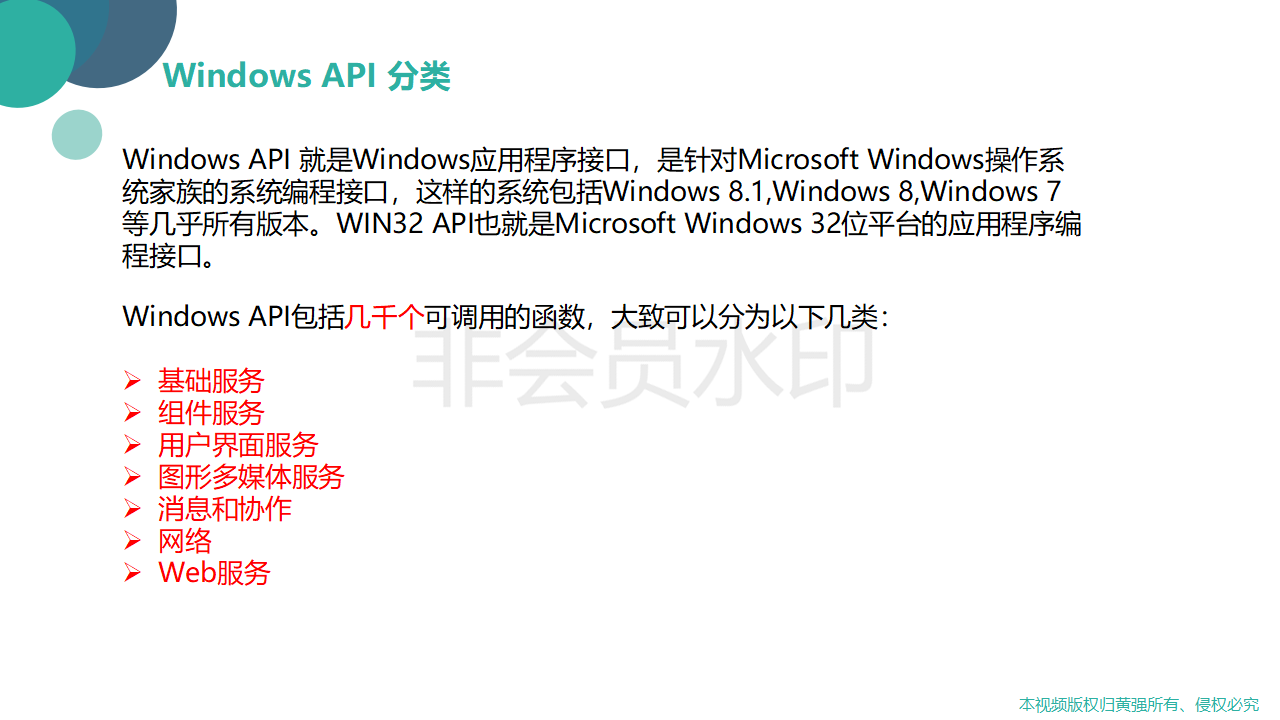 Windows API 分类
Windows API 就是Windows应用程序接口，是针对Microsoft Windows操作系
统家族的系统编程接口，这样的系统包括Windows 8.1,Windows 8,Windows 7
等几乎所有版本。WIN32 API也就是Microsoft Windows 32位平台的应用程序编
程接口。
Windows API包括几千个可调用的函数，大致可以分为以下几类：
非会员水印
➢ 基础服务
➢ 组件服务
➢ 用户界面服务
➢ 图形多媒体服务
➢ 消息和协作
➢ 网络
➢ Web服务
本视频版权归黄强所有、侵权必究